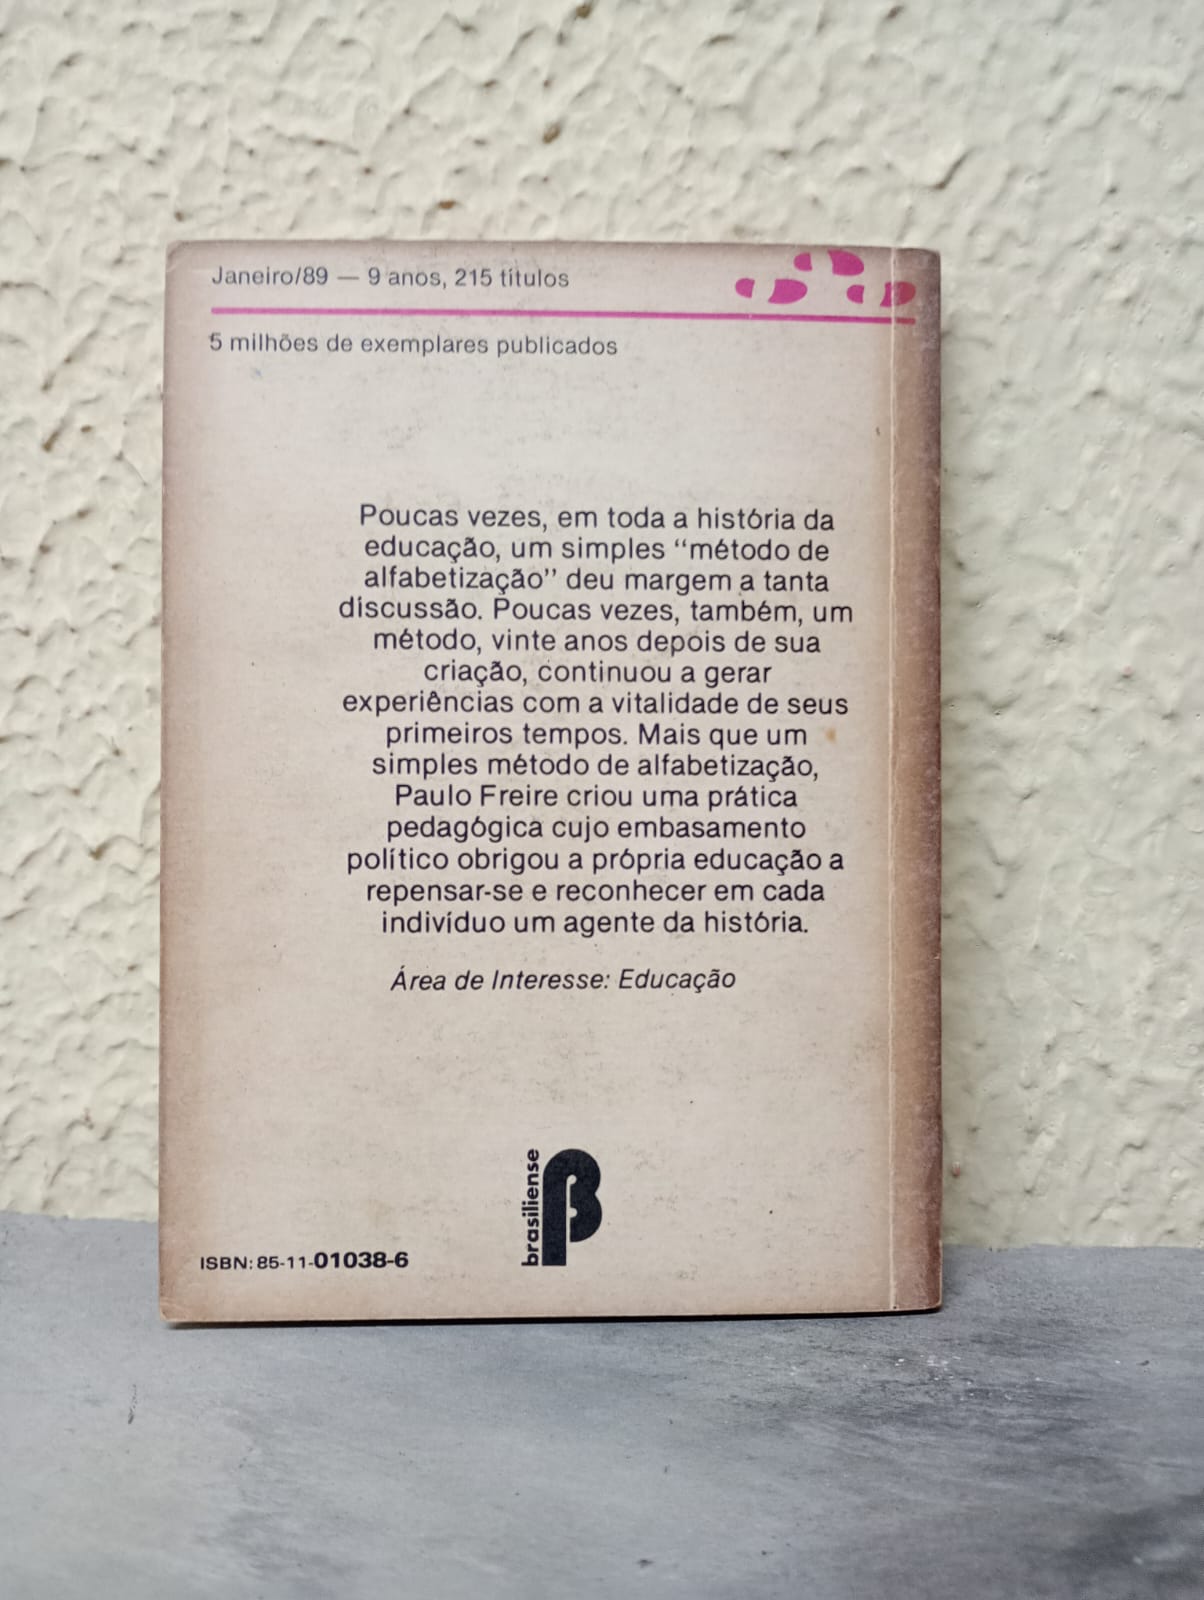 Janeiro/89 — 9 anos, 215 títulos
5 milhões de exemplares publicados
Poucas vezes, em toda a história da
educação, um simples “método de
alfabetização” deu margem a tanta
discussão. Poucas vezes, também, um
método, vinte anos depois de sua
criação, continuou a gerar
experiências com a vitalidade de seus
primeiros tempos. Mais que um
simples método de alfabetização,
Paulo Freire criou uma prática
pedagógica cujo embasamento
político obrigou a própria educação a
repensar-se e reconhecer em cada
indivíduo um agente da história.
Área de Interesse: Educação
brasiliense
ISBN: 85-11-01038-6